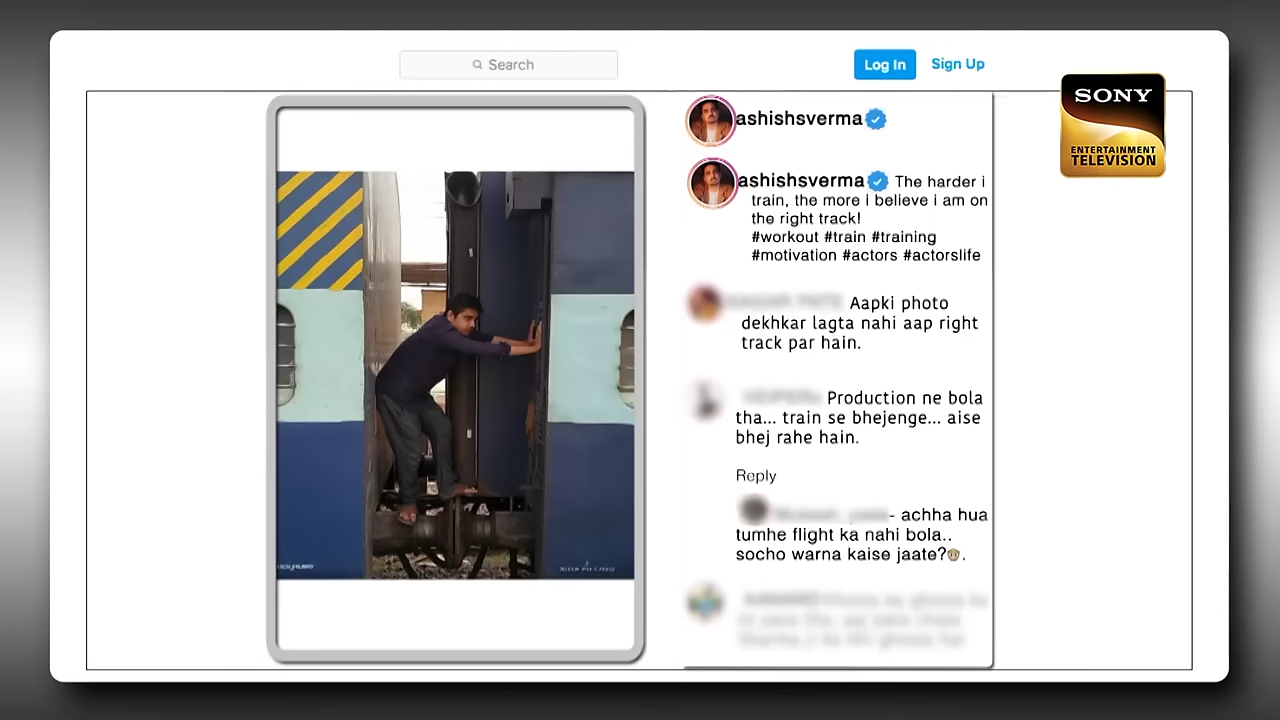 Search
Log In
Sign Up
SONY
ENTERTAINMENT
TELEVISION
ashishsverma
ashishsverma The harder i
train, the more i believe i am on
the right track!
#workout #train #training
#motivation #actors #actorslife
Aapki photo
dekhkar lagta nahi aap right
track par hain.
Production ne bola
tha... train se bhejenge... aise
bhej rahe hain.
Reply
- achha hua
tumhe flight ka nahi bola..
socho warna kaise jaate?🙊.